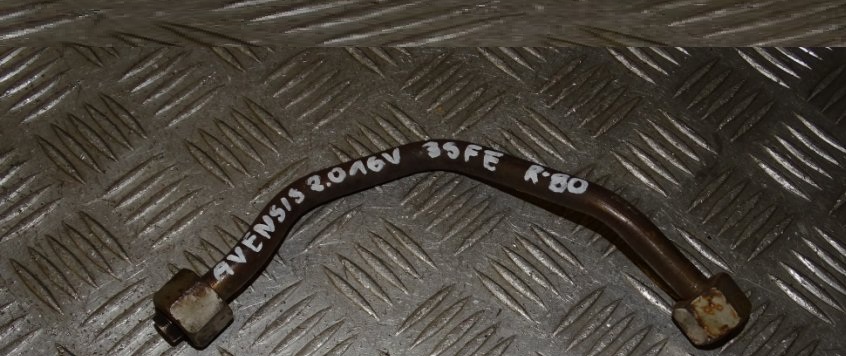 AVENSIS 2.0 16V 3SFE R-80